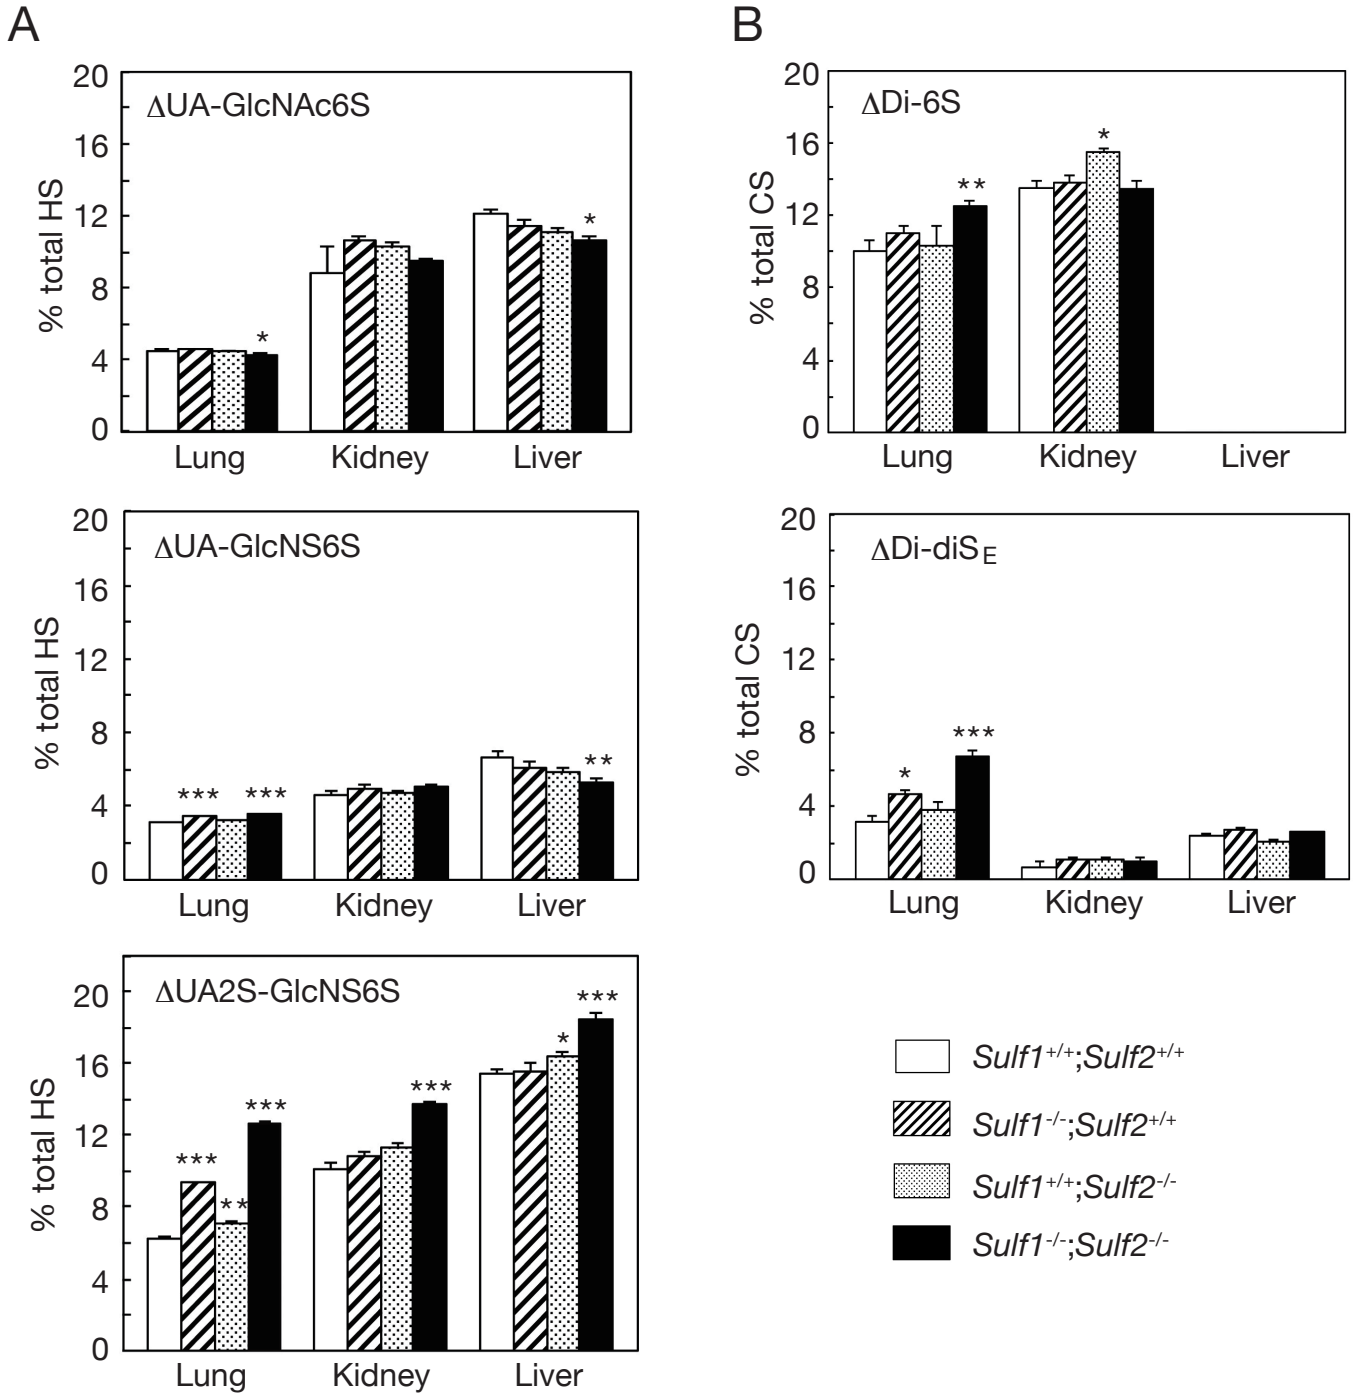 A
20
ΔUA-GlcNAc6S
16
12
8
4
0
% total HS
*
*
Lung Kidney Liver
20
ΔUA-GlcNS6S
16
12
8
4
0
% total HS
*** *** **
Lung Kidney Liver
ΔUA2S-GlcNS6S
20
16
12
8
4
0
% total HS
*** ** *** *** * ***
Lung Kidney Liver
B
20
ΔDi-6S
16
12
8
4
0
% total CS
** *
Lung Kidney Liver
20
ΔDi-diS E
16
12
8
4
0
% total CS
* ***
Lung Kidney Liver
Sulf1+/+;Sulf2+/+
Sulf1-/-;Sulf2+/+
Sulf1+/+;Sulf2-/-
Sulf1-/-;Sulf2-/-